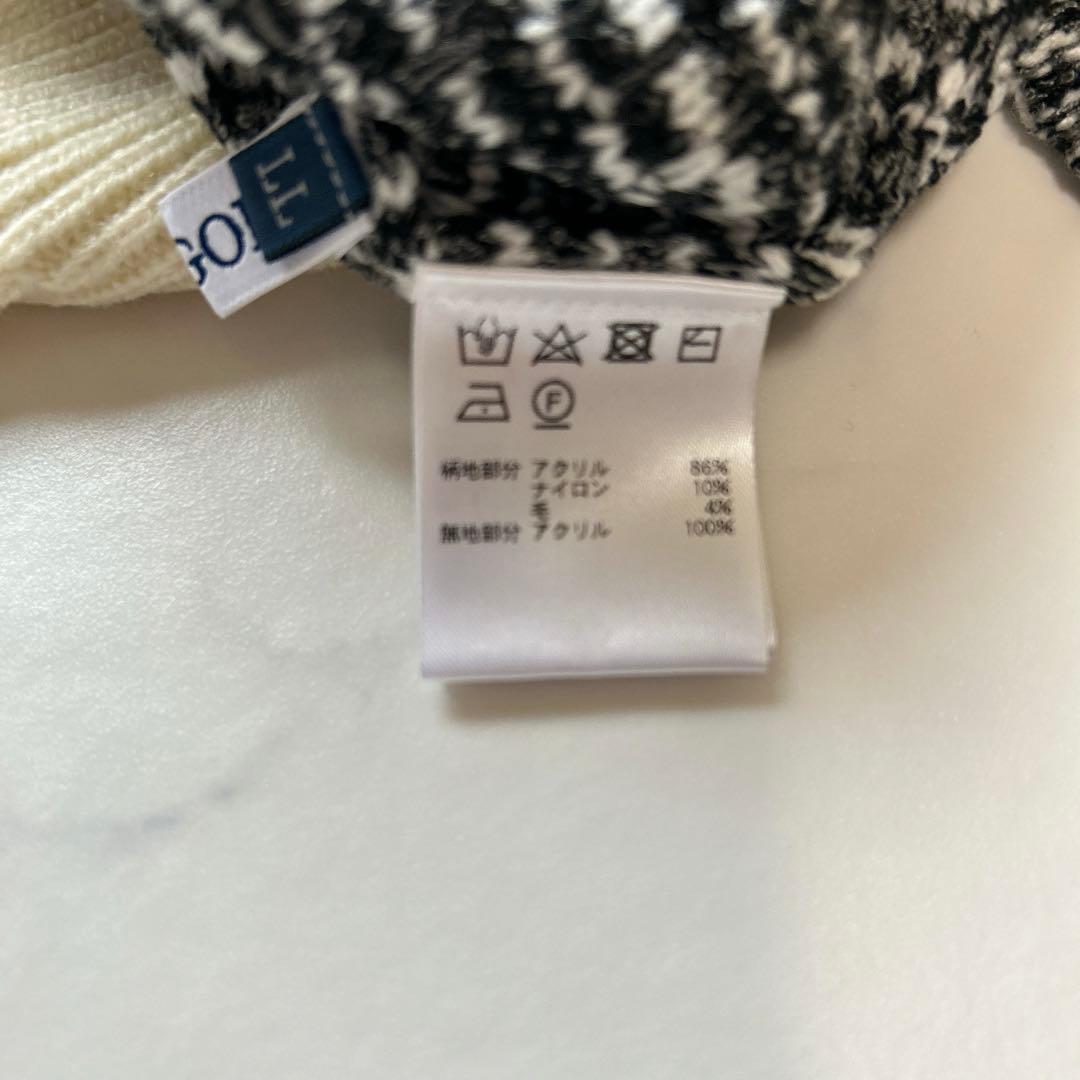 LL
GO
F
柄地部分 アクリル 86%
ナイロン 10%
毛 4%
無地部分 アクリル 100%